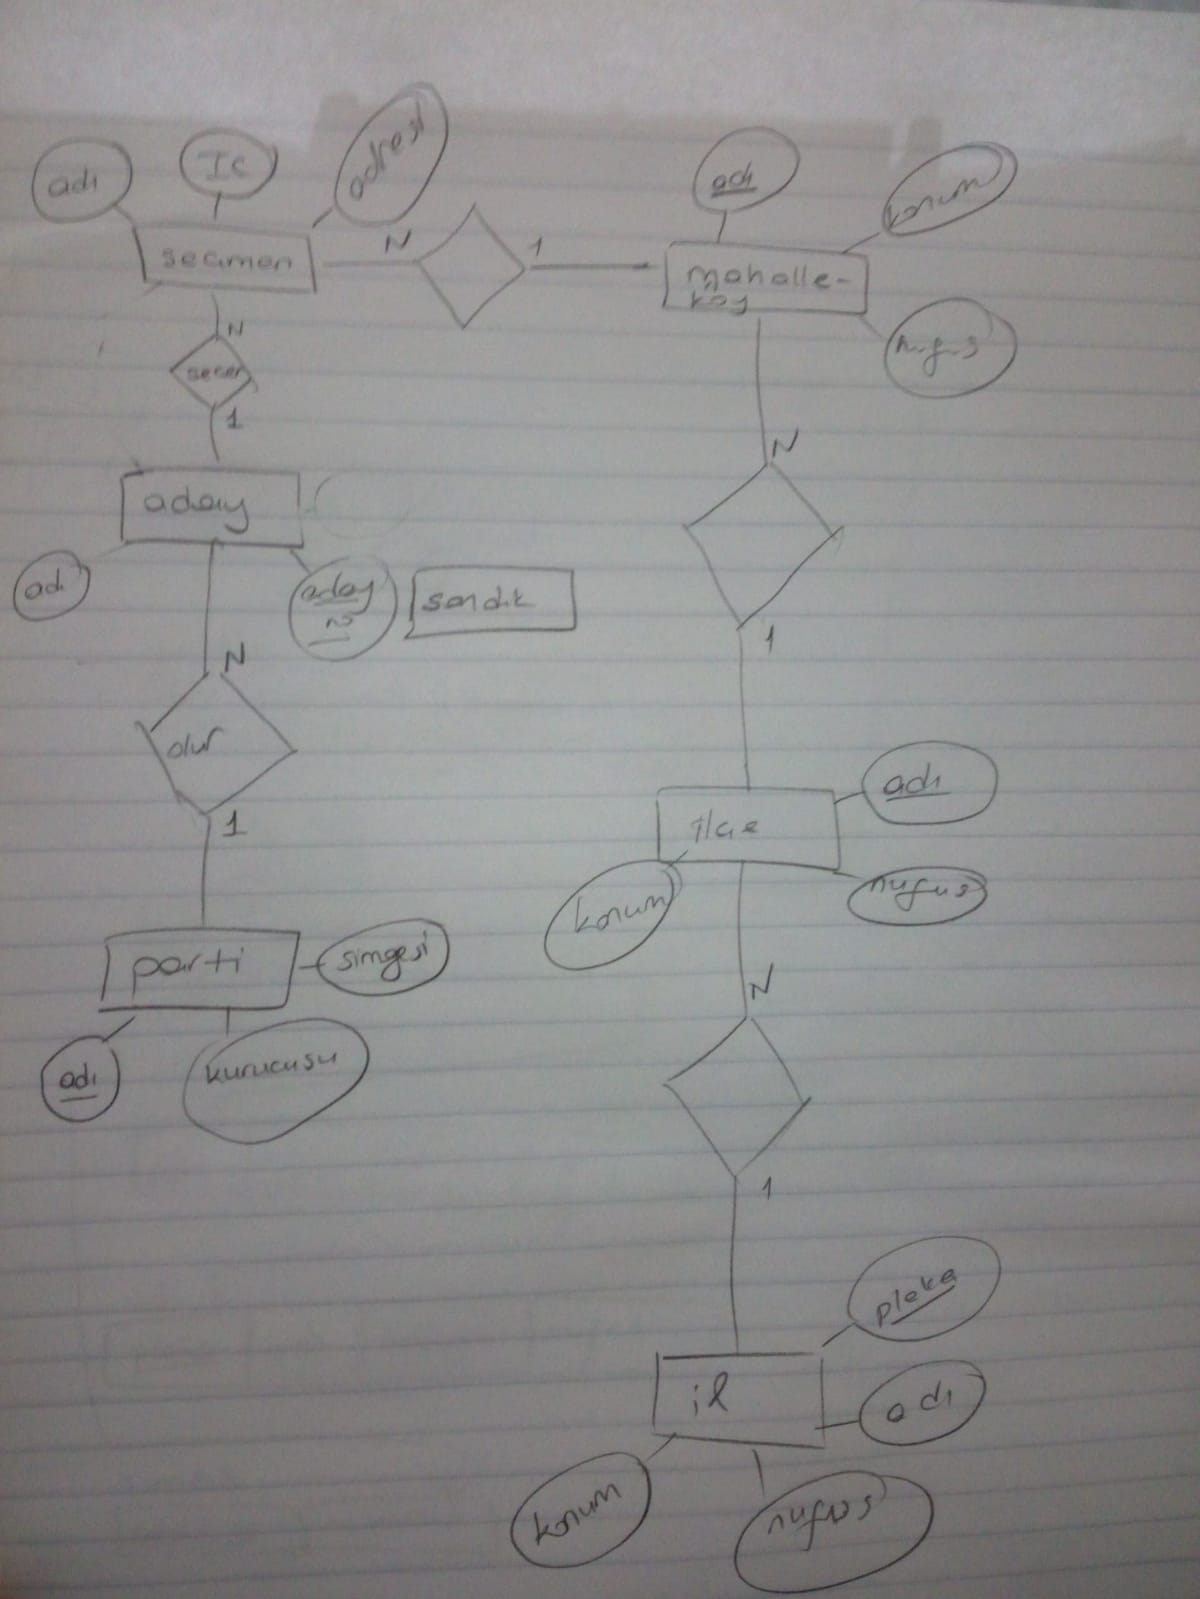 adı
Tc
adresi
adı
konum
secmen
N
1
mahalle-
köy
nufus
N
secer
1
aday
N
adı
aday
no
sandık
1
N
olur
1
ilçe
adı
nufus
konum
parti
simgesi
adı
kurucusu
N
1
plaka
il
adı
konum
nufus